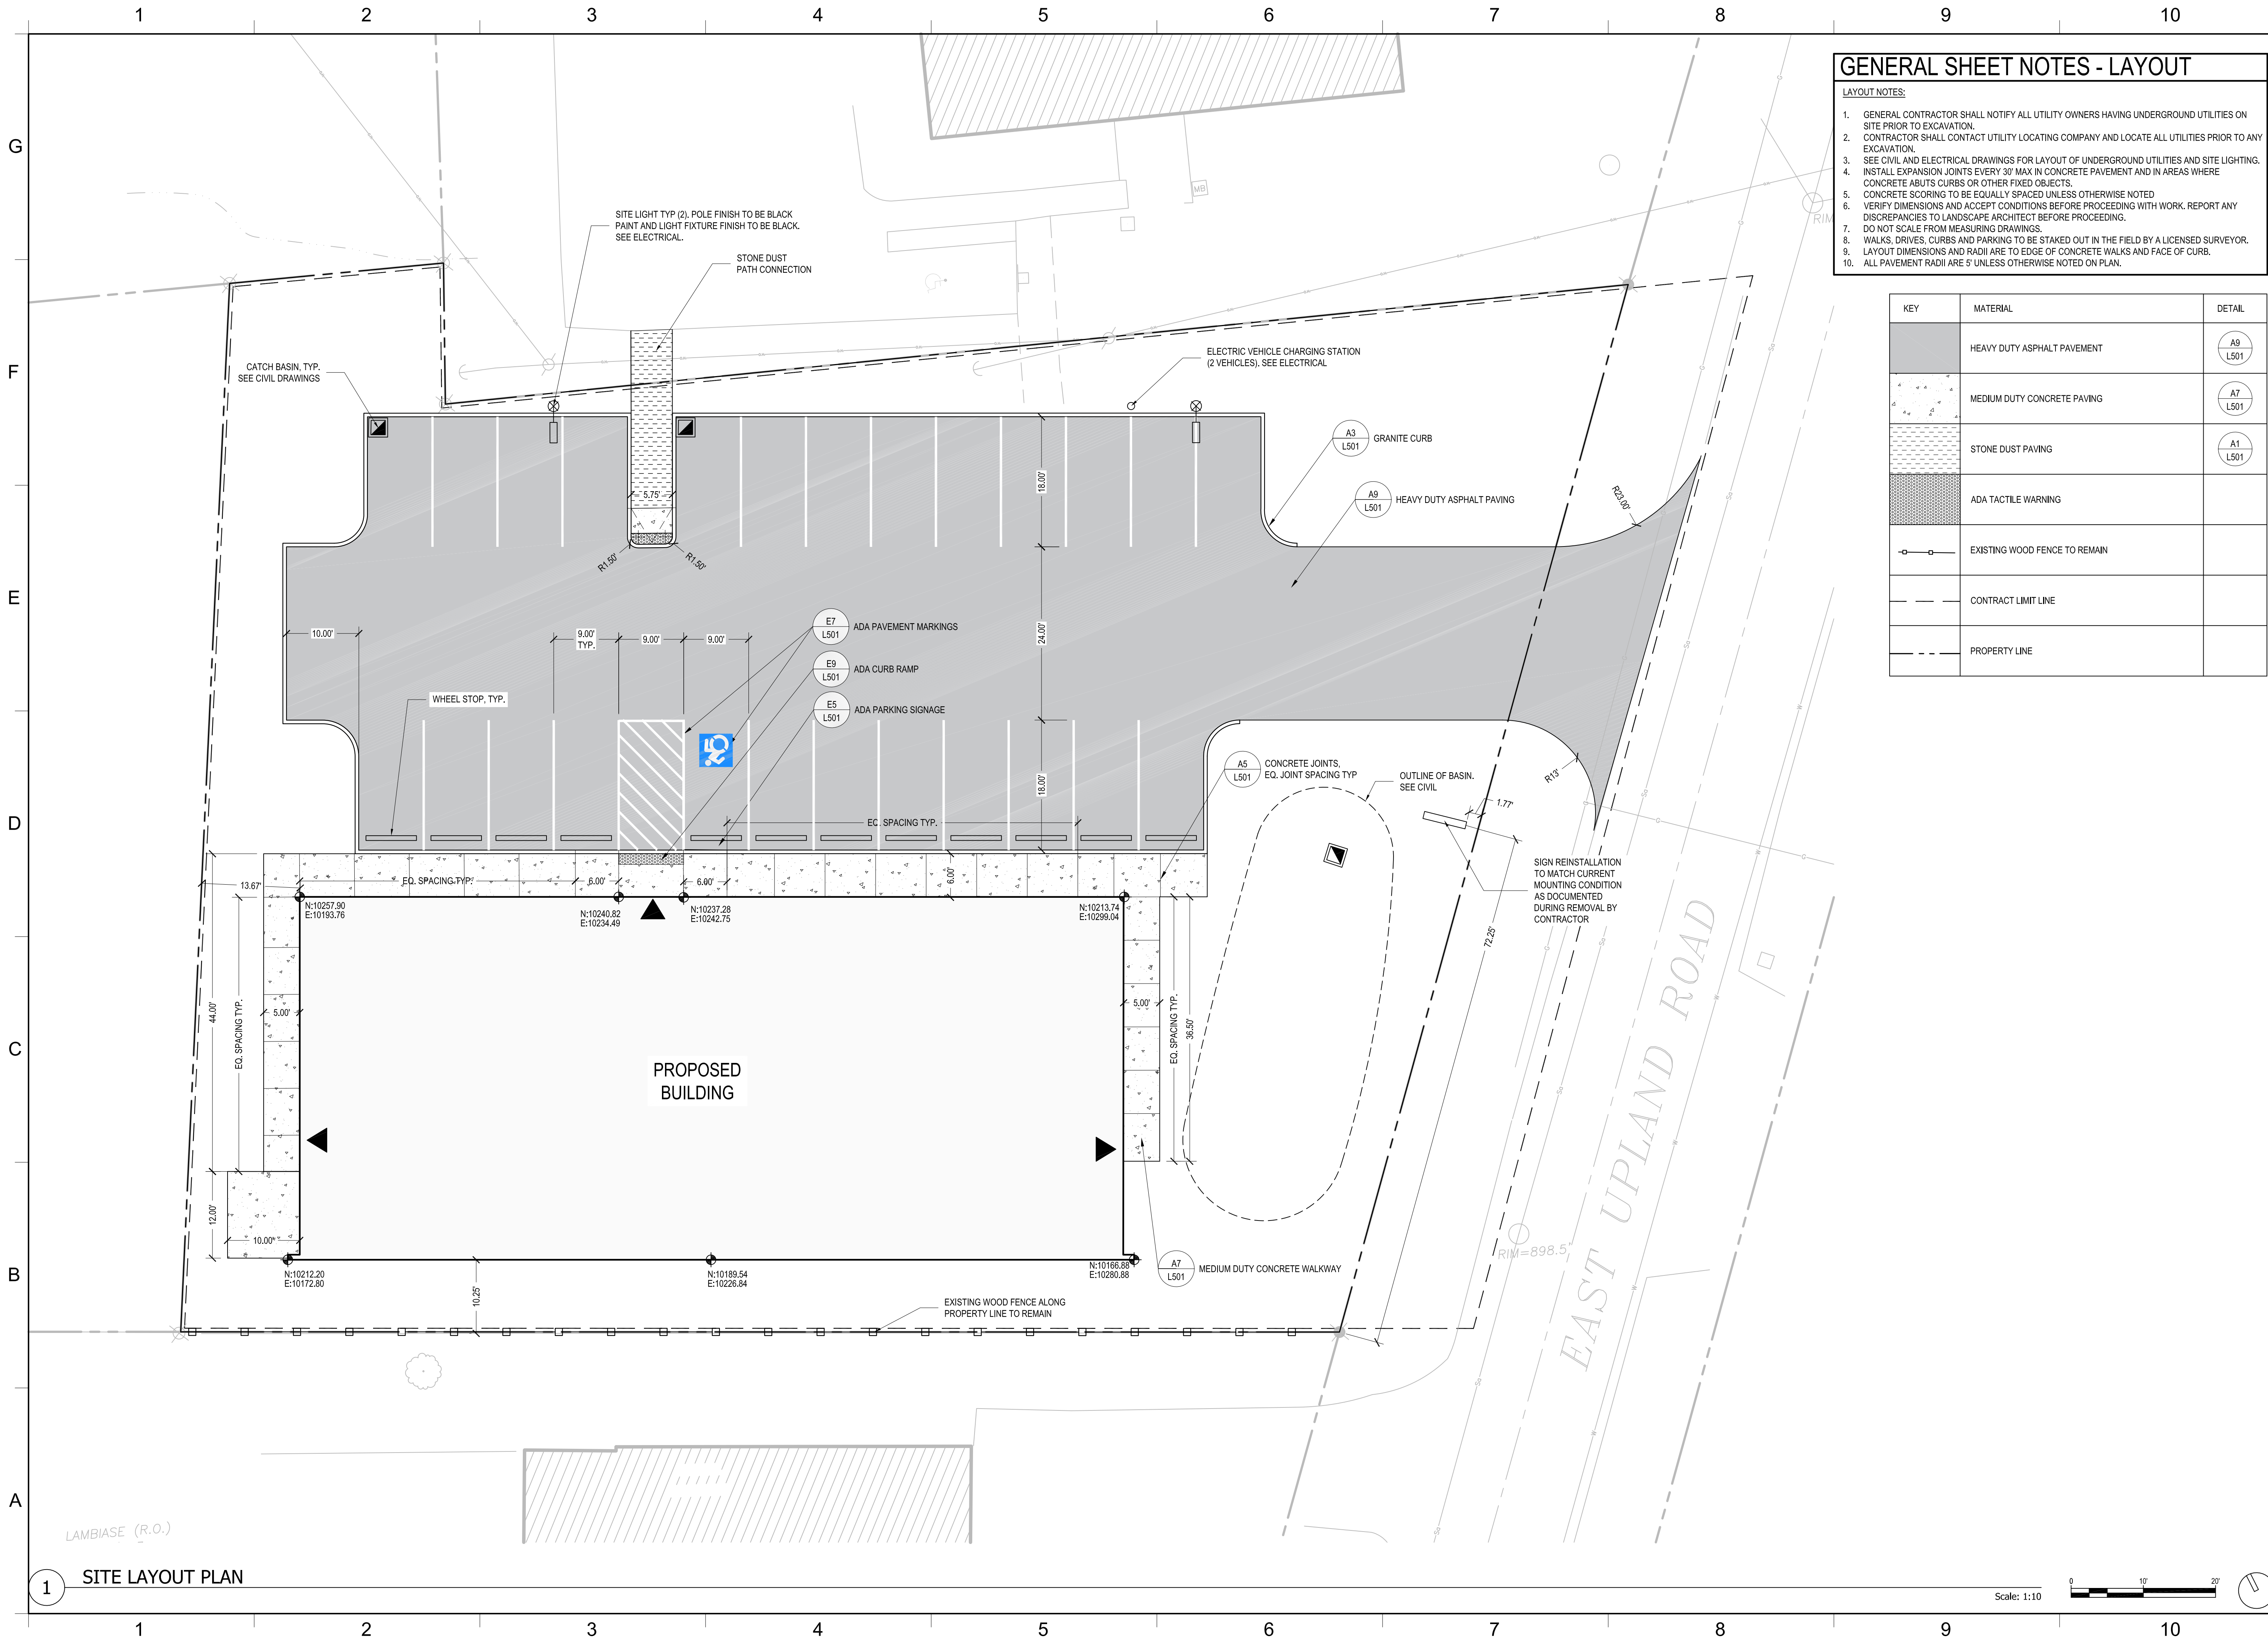 1 2 3 4 5 6 7 8 9 10
G
F
E
D
C
B
A
GENERAL SHEET NOTES - LAYOUT
LAYOUT NOTES:
1. GENERAL CONTRACTOR SHALL NOTIFY ALL UTILITY OWNERS HAVING UNDERGROUND UTILITIES ON
SITE PRIOR TO EXCAVATION.
2. CONTRACTOR SHALL CONTACT UTILITY LOCATING COMPANY AND LOCATE ALL UTILITIES PRIOR TO ANY
EXCAVATION.
3. SEE CIVIL AND ELECTRICAL DRAWINGS FOR LAYOUT OF UNDERGROUND UTILITIES AND SITE LIGHTING.
4. INSTALL EXPANSION JOINTS EVERY 30' MAX IN CONCRETE PAVEMENT AND IN AREAS WHERE
CONCRETE ABUTS CURBS OR OTHER FIXED OBJECTS.
5. CONCRETE SCORING TO BE EQUALLY SPACED UNLESS OTHERWISE NOTED
6. VERIFY DIMENSIONS AND ACCEPT CONDITIONS BEFORE PROCEEDING WITH WORK. REPORT ANY
DISCREPANCIES TO LANDSCAPE ARCHITECT BEFORE PROCEEDING.
7. DO NOT SCALE FROM MEASURING DRAWINGS.
8. WALKS, DRIVES, CURBS AND PARKING TO BE STAKED OUT IN THE FIELD BY A LICENSED SURVEYOR.
9. LAYOUT DIMENSIONS AND RADII ARE TO EDGE OF CONCRETE WALKS AND FACE OF CURB.
10. ALL PAVEMENT RADII ARE 5' UNLESS OTHERWISE NOTED ON PLAN.
KEY MATERIAL DETAIL
HEAVY DUTY ASPHALT PAVEMENT A9
L501
MEDIUM DUTY CONCRETE PAVING A7
L501
STONE DUST PAVING A1
L501
ADA TACTILE WARNING
EXISTING WOOD FENCE TO REMAIN
CONTRACT LIMIT LINE
PROPERTY LINE
MB
RIM
SITE LIGHT TYP (2). POLE FINISH TO BE BLACK
PAINT AND LIGHT FIXTURE FINISH TO BE BLACK.
SEE ELECTRICAL.
STONE DUST
PATH CONNECTION
CATCH BASIN, TYP.
SEE CIVIL DRAWINGS
ELECTRIC VEHICLE CHARGING STATION
(2 VEHICLES), SEE ELECTRICAL
A3
L501
GRANITE CURB
A9
L501
HEAVY DUTY ASPHALT PAVING
18.00'
5.75'
R23.00'
R1.50'
R1.50'
10.00'
9.00'
TYP.
9.00'
9.00'
24.00'
E7
L501
ADA PAVEMENT MARKINGS
E9
L501
ADA CURB RAMP
E5
L501
ADA PARKING SIGNAGE
WHEEL STOP, TYP.
18.00'
A5
L501
CONCRETE JOINTS,
EQ. JOINT SPACING TYP
OUTLINE OF BASIN.
SEE CIVIL
R13'
1.77'
EQ. SPACING TYP.
SIGN REINSTALLATION
TO MATCH CURRENT
MOUNTING CONDITION
AS DOCUMENTED
DURING REMOVAL BY
CONTRACTOR
13.67'
EQ. SPACING TYP.
6.00'
6.00'
6.00'
N:10257.90
E:10193.76
N:10240.82
E:10234.49
N:10237.28
E:10242.75
N:10213.74
E:10299.04
72.25'
44.00'
EQ. SPACING TYP.
5.00'
5.00'
EQ. SPACING TYP.
36.50'
PROPOSED
BUILDING
EAST UPLAND ROAD
12.00'
10.00'
RIM=898.5'
N:10212.20
E:10172.80
N:10189.54
E:10226.84
N:10166.88
E:10280.88
A7
L501
MEDIUM DUTY CONCRETE WALKWAY
10.25'
EXISTING WOOD FENCE ALONG
PROPERTY LINE TO REMAIN
LAMBIASE (R.O.)
1 SITE LAYOUT PLAN
Scale: 1:10
0 10' 20'
1 2 3 4 5 6 7 8 9 10